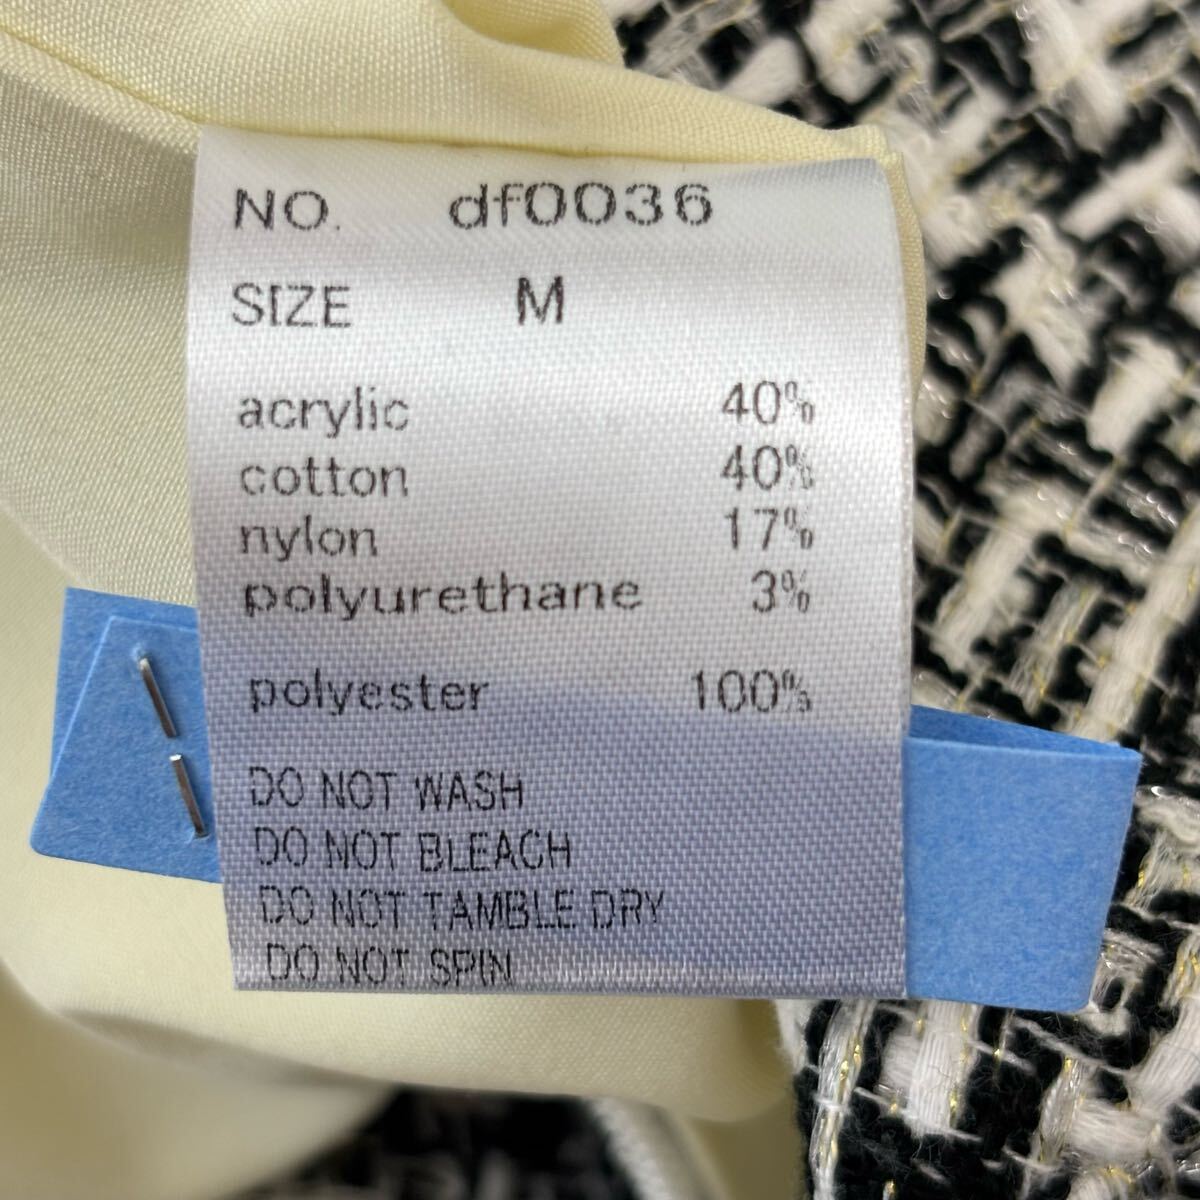 NO. df0036
SIZE M
acrylic 40%
cotton 40%
nylon 17%
polyurethane 3%
polyester 100%
DO NOT WASH
DO NOT BLEACH
DO NOT TAMBLE DRY
DO NOT SPIN